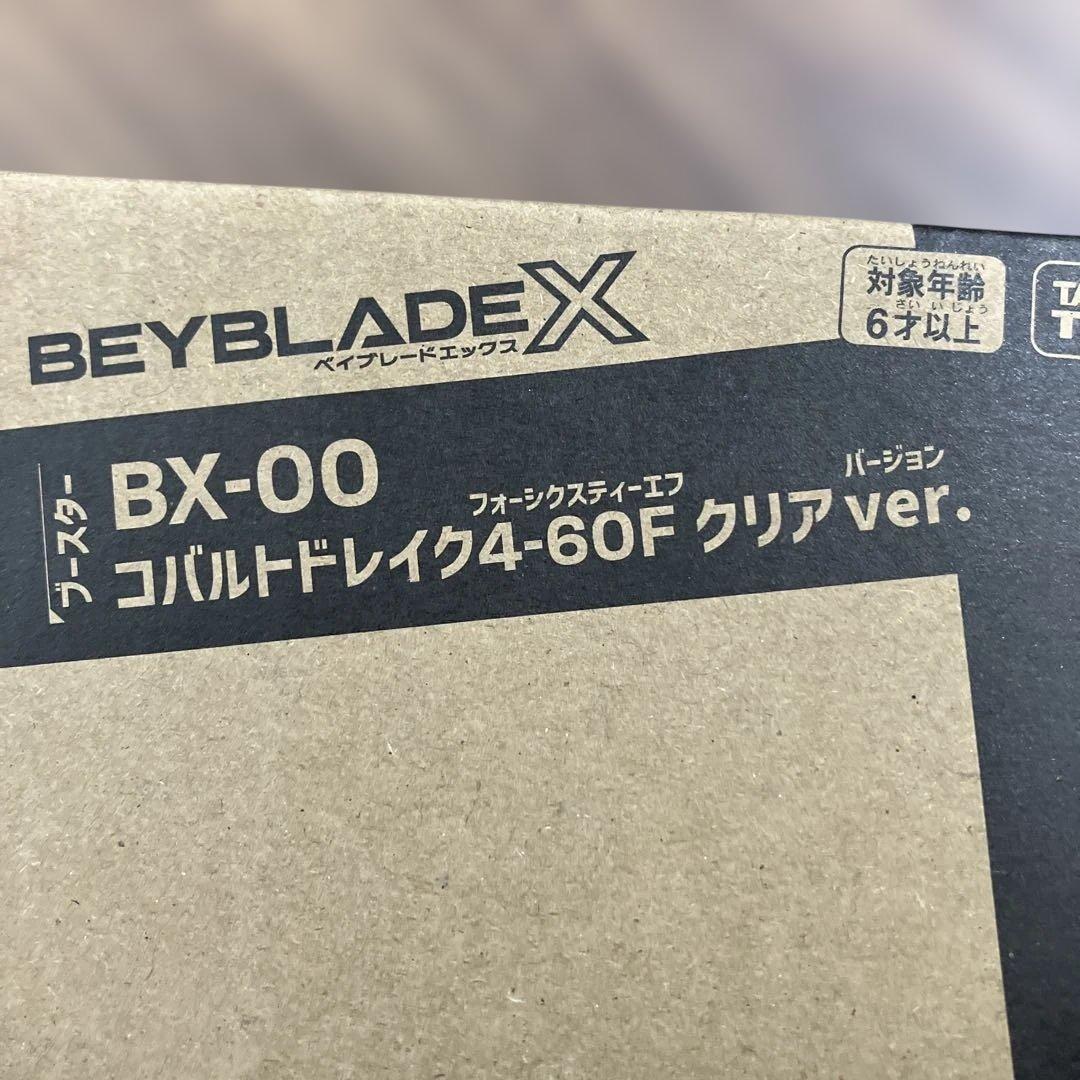 BEYBLADE X
ベイブレードエックス
たいしょうねんれい
対象年齢
さい いじょう
6才以上
TA
T
ブースター
BX-00
フォーシクスティーエフ
バージョン
コバルトドレイク4-60F クリア ver.